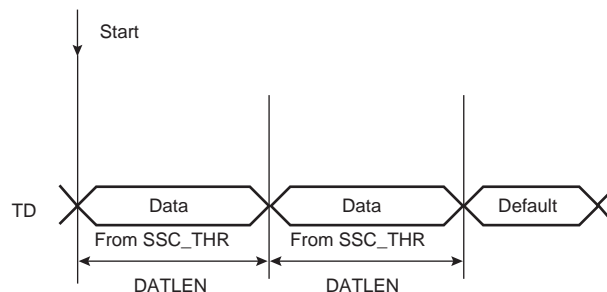 Start
TD
Data
Data
Default
From SSC_THR
From SSC_THR
DATLEN
DATLEN